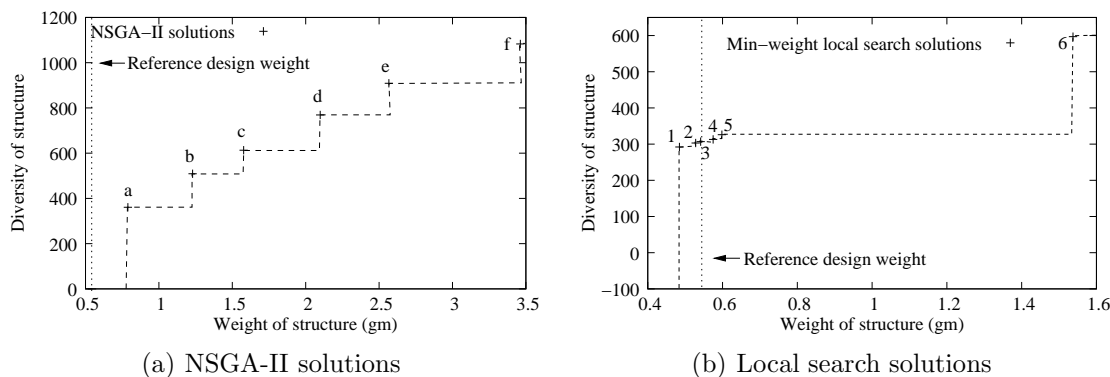 1200
1000
800
600
400
200
0
Diversity of structure
NSGA−II solutions
Reference design weight
a
b
c
d
e
f
0.5
1
1.5
2
2.5
3
3.5
Weight of structure (gm)
(a) NSGA-II solutions
600
500
400
300
200
100
0
−100
Diversity of structure
Min−weight local search solutions
Reference design weight
1
2
3
4
5
6
0.4
0.6
0.8
1
1.2
1.4
1.6
Weight of structure (gm)
(b) Local search solutions